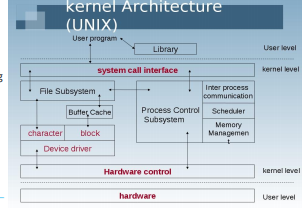 kernel Architecture
(UNIX)
User program
Library
User level
system call interface
kernel level
File Subsystem
Inter process
communication
Buffer Cache
Process Control
Subsystem
Scheduler
character
block
Memory
Managemen
Device driver
Hardware control
kernel level
hardware
User level